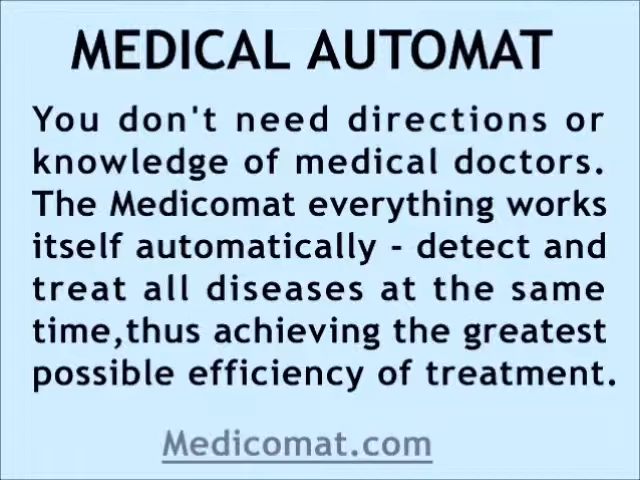 MEDICAL AUTOMAT
You don't need directions or
knowledge of medical doctors.
The Medicomat everything works
itself automatically - detect and
treat all diseases at the same
time,thus achieving the greatest
possible efficiency of treatment.
Medicomat.com